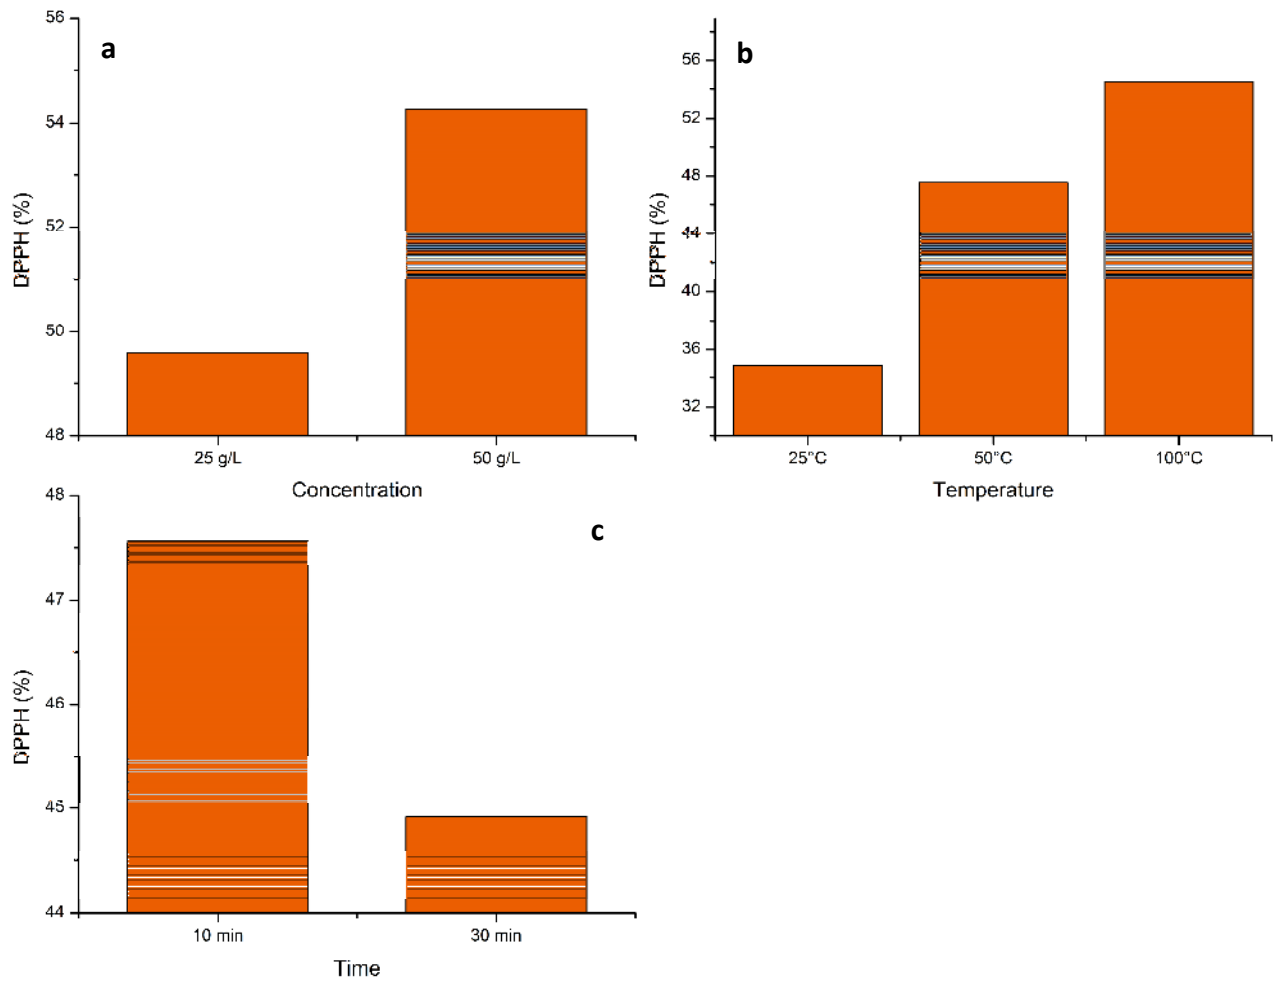 a
56
54
52
50
48
DPPH (%)
25 g/L
50 g/L
Concentration
b
56
52
48
44
40
36
32
DPPH (%)
25°C
50°C
100°C
Temperature
c
48
47
46
45
44
DPPH (%)
10 min
30 min
Time